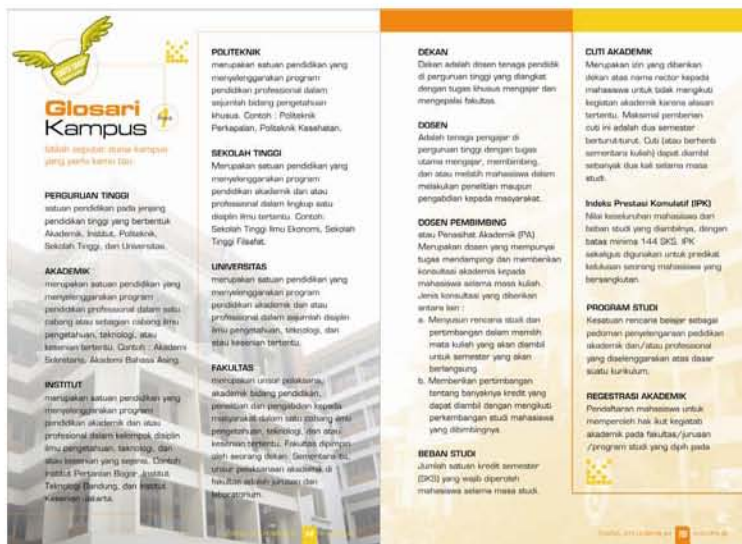 Glosari
Kampus
Istilah seputar dunia kampus
yang perlu kamu tau
PERGURUAN TINGGI
satuan pendidikan pada jenjang
pendidikan tinggi yang berbentuk
Akademik, Institut, Politeknik,
Sekolah Tinggi, dan Universitas.
AKADEMIK
merupakan satuan pendidikan yang
menyelenggarakan program
pendidikan professional dalam satu
cabang atau sebagian cabang ilmu
pengetahuan, teknologi, atau
kesenian tertentu. Contoh : Akademi
Sekretaris, Akademi Bahasa Asing.
INSTITUT
merupakan satuan pendidikan yang
menyelenggarakan program
pendidikan akademik dan atau
profesional dalam kelompok disiplin
ilmu pengetahuan, teknologi, dan
atau kesenian yang sejenis. Contoh
Institut Pertanian Bogor, Institut
Teknologi Bandung, dan Institut
Kesenian Jakarta.
POLITEKNIK
merupakan satuan pendidikan yang
menyelenggarakan program
pendidikan professional dalam
sejumlah bidang pengetahuan
khusus. Contoh : Politeknik
Perkapalan, Politeknik Kesehatan.
SEKOLAH TINGGI
Merupakan satuan pendidikan yang
menyelenggarakan program
pendidikan akademik dan atau
professional dalam lingkup satu
disiplin ilmu tertentu. Contoh:
Sekolah Tinggi Ilmu Ekonomi, Sekolah
Tinggi Filsafat.
UNIVERSITAS
merupakan satuan pendidikan yang
menyelenggarakan program
pendidikan akademik dan atau
professional dalam sejumlah disiplin
ilmu pengetahuan, teknologi, dan
atau kesenian tertentu.
FAKULTAS
merupakan unsur pelaksana
akademik bidang pendidikan,
penelitian dan pengabdian kepada
masyarakat dalam satu cabang ilmu
pengetahuan, teknologi, dan atau
kesenian tertentu. Fakultas dipimpin
oleh seorang dekan. Sementara itu,
unsur pelaksanaan akademik di
fakultas adalah jurusan dan
laboratorium.
DEKAN
Dekan adalah dosen tenaga pendidik
di perguruan tinggi yang diangkat
dengan tugas khusus mengajar dan
mengepalai fakultas.
DOSEN
Adalah tenaga pengajar di
perguruan tinggi dengan tugas
utama mengajar, membimbing,
dan atau melatih mahasiswa dalam
melakukan penelitian maupun
pengabdian kepada masyarakat.
DOSEN PEMBIMBING
atau Penasihat Akademik (PA)
Merupakan dosen yang mempunyai
tugas mendampingi dan memberikan
konsultasi akademis kepada
mahasiswa selama masa kuliah.
Jenis konsultasi yang diberikan
antara lain :
a. Menyusun rencana studi dan
pertimbangan dalam memilih
mata kuliah yang akan diambil
untuk semester yang akan
berlangsung
b. Memberikan pertimbangan
tentang banyaknya kredit yang
dapat diambil dengan mengikuti
perkembangan studi mahasiswa
yang dibimbingnya.
BEBAN STUDI
Jumlah satuan kredit semester
(SKS) yang wajib diperoleh
mahasiswa selama masa studi.
CUTI AKADEMIK
Merupakan izin yang diberikan
dekan atas nama rector kepada
mahasiswa untuk tidak mengikuti
kegiatan akademik karena alasan
tertentu. Maksimal pemberian
cuti ini adalah dua semester
berturut-turut. Cuti (atau berhenti
sementara kuliah) dapat diambil
sebanyak dua kali selama masa
studi.
Indeks Prestasi Komulatif (IPK)
Nilai keseluruhan mahasiswa dari
beban studi yang diambilnya, dengan
batas minima 144 SKS. IPK
sekaligus digunakan untuk predikat
kelulusan seorang mahasiswa yang
bersangkutan.
PROGRAM STUDI
Kesatuan rencana belajar sebagai
pedoman penyelengaraan pedidikan
akademik dan/atau professional
yang diselenggarakan atas dasar
suatu kurikulum.
REGESTRASI AKADEMIK
Pendaftaran mahasiswa untuk
memperoleh hak ikut kegiatab
akademik pada fakultas/jurusan
/program studi yang dipih pada